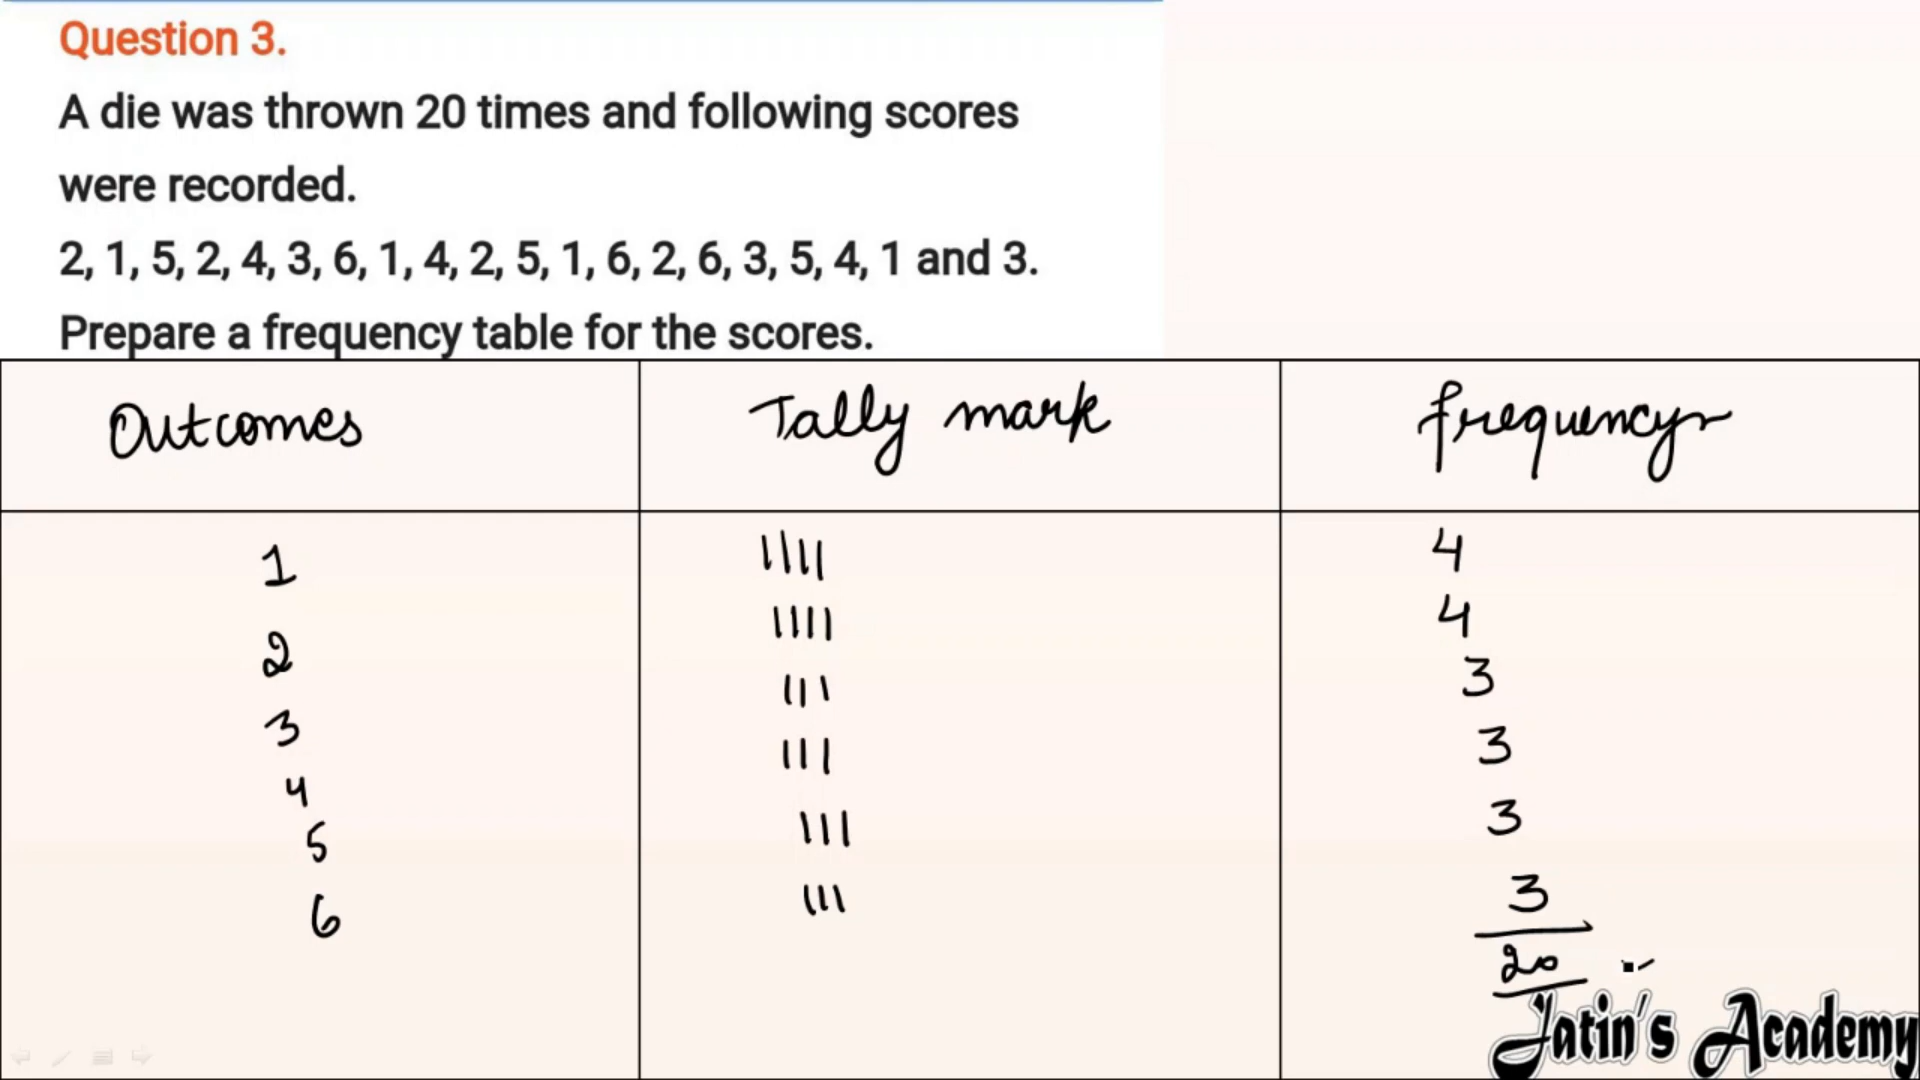 Question 3.
A die was thrown 20 times and following scores
were recorded.
2, 1, 5, 2, 4, 3, 6, 1, 4, 2, 5, 1, 6, 2, 6, 3, 5, 4, 1 and 3.
Prepare a frequency table for the scores.
Outcomes Tally mark frequency
1 |||| 4
2 |||| 4
3 ||| 3
4 ||| 3
5 ||| 3
6 ||| 3
20
Jatin's Academy